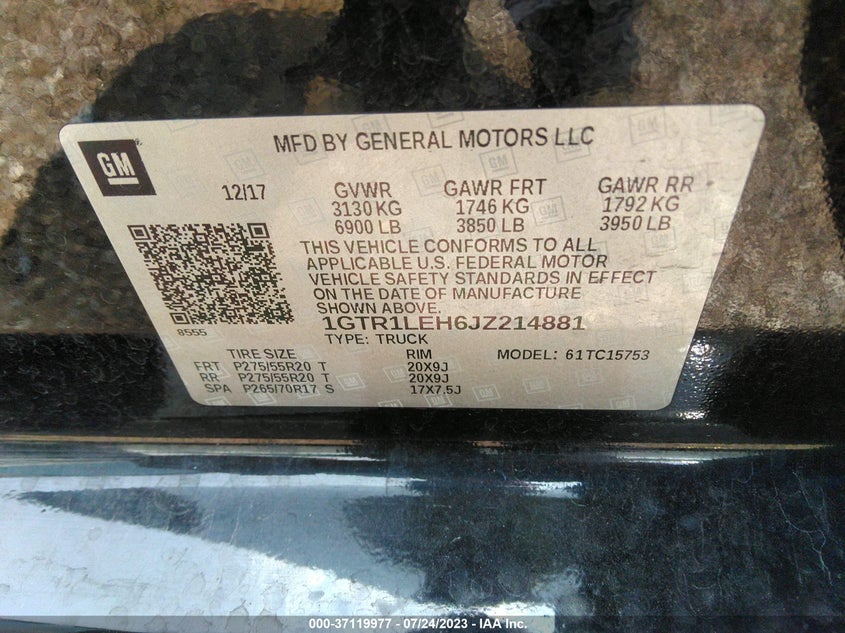 MFD BY GENERAL MOTORS LLC
GM
12/17 GVWR GAWR FRT GAWR RR
3130 KG 1746 KG 1792 KG
6900 LB 3850 LB 3950 LB
THIS VEHICLE CONFORMS TO ALL
APPLICABLE U.S. FEDERAL MOTOR
VEHICLE SAFETY STANDARDS IN EFFECT
ON THE DATE OF MANUFACTURE
SHOWN ABOVE.
8555
1GTR1LEH6JZ214881
TYPE: TRUCK
TIRE SIZE RIM MODEL: 61TC15753
FRT P275/55R20 T 20X9J
RR P275/55R20 T 20X9J
SPA P265/70R17 S 17X7.5J
000-37119977 / 07/24/2023 - IAA Inc.